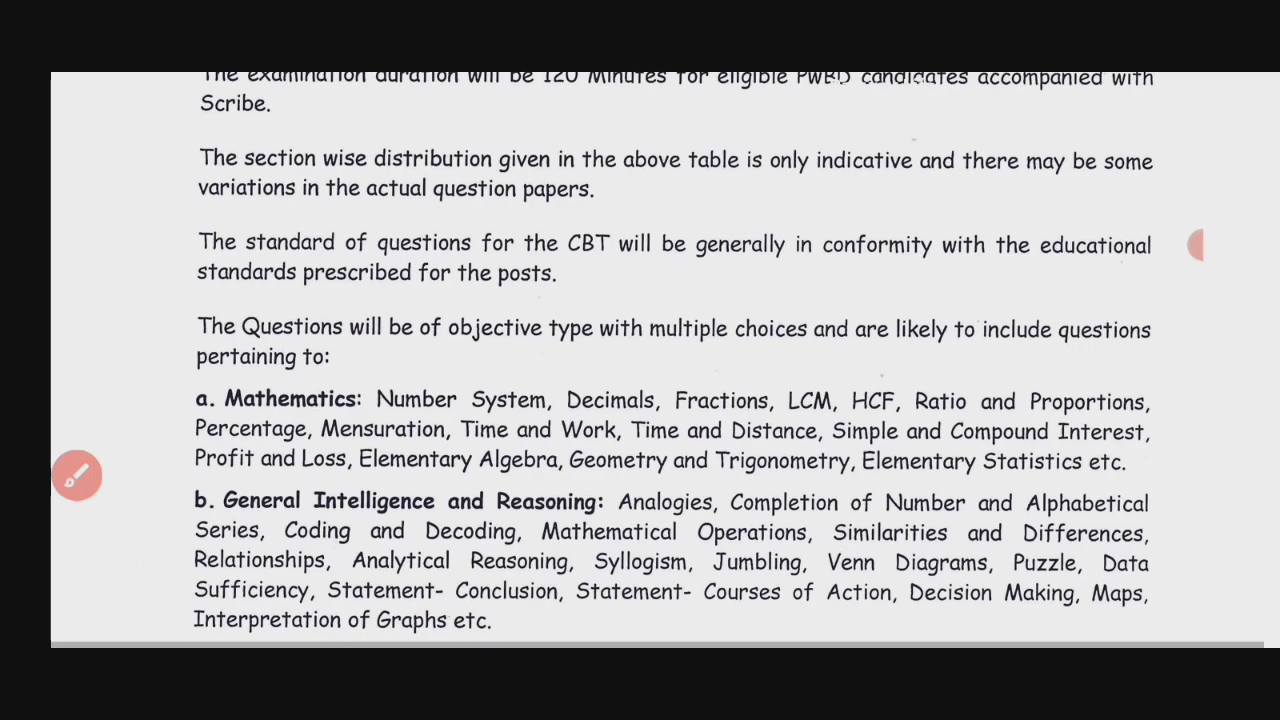 The examination duration will be 120 Minutes for eligible PWBD candidates accompanied with
Scribe.
The section wise distribution given in the above table is only indicative and there may be some
variations in the actual question papers.
The standard of questions for the CBT will be generally in conformity with the educational
standards prescribed for the posts.
The Questions will be of objective type with multiple choices and are likely to include questions
pertaining to:
a. Mathematics: Number System, Decimals, Fractions, LCM, HCF, Ratio and Proportions,
Percentage, Mensuration, Time and Work, Time and Distance, Simple and Compound Interest,
Profit and Loss, Elementary Algebra, Geometry and Trigonometry, Elementary Statistics etc.
b. General Intelligence and Reasoning: Analogies, Completion of Number and Alphabetical
Series, Coding and Decoding, Mathematical Operations, Similarities and Differences,
Relationships, Analytical Reasoning, Syllogism, Jumbling, Venn Diagrams, Puzzle, Data
Sufficiency, Statement- Conclusion, Statement- Courses of Action, Decision Making, Maps,
Interpretation of Graphs etc.